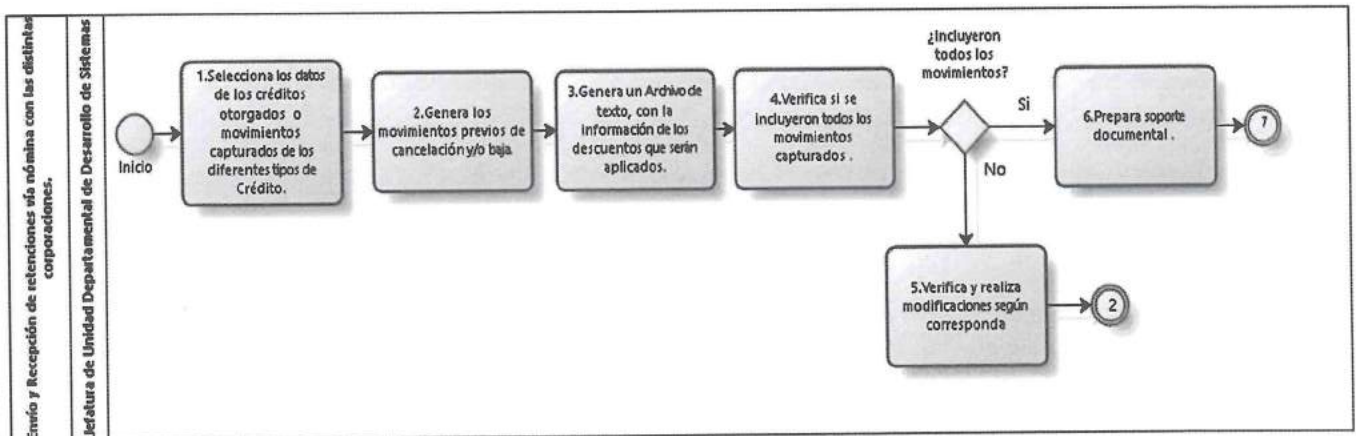 Envío y Recepción de retenciones vía nómina con las distintas
corporaciones.
Jefatura de Unidad Departamental de Desarrollo de Sistemas
Inicio
1.Selecciona los datos
de los créditos
otorgados o
movimientos
capturados de los
diferentes tipos de
Crédito.
2.Genera los
movimientos previos de
cancelación y/o baja.
3.Genera un Archivo de
texto, con la
información de los
descuentos que serán
aplicados.
4.Verifica si se
incluyeron todos los
movimientos
capturados .
¿Incluyeron
todos los
movimientos?
Si
No
6.Prepara soporte
documental .
7
5.Verifica y realiza
modificaciones según
corresponda
2